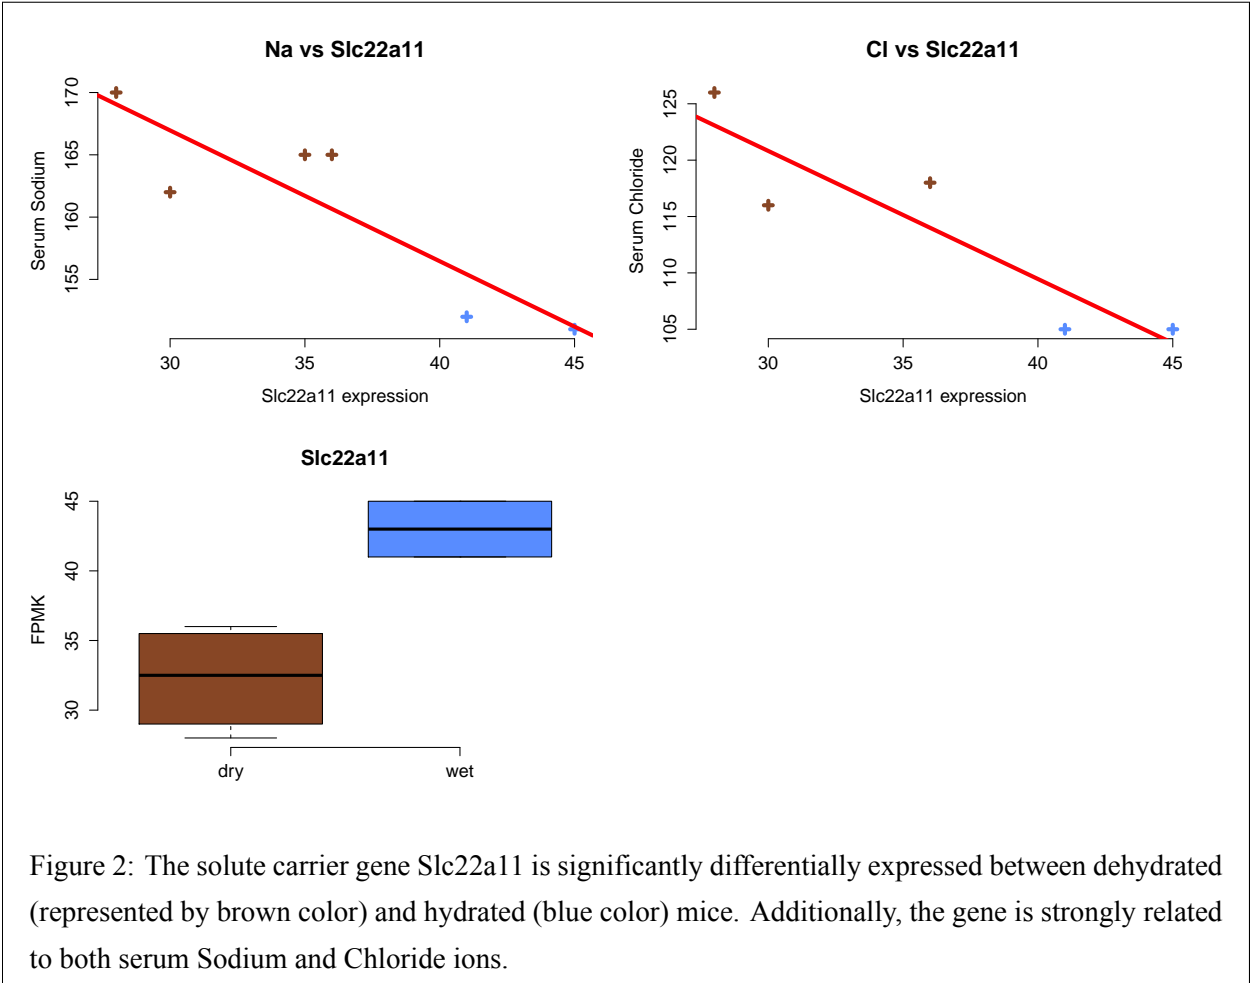 Na vs Slc22a11
Serum Sodium
170
165
160
155
30 35 40 45
Slc22a11 expression
Cl vs Slc22a11
Serum Chloride
125
120
115
110
105
30 35 40 45
Slc22a11 expression
Slc22a11
FPMK
45
40
35
30
dry wet
Figure 2: The solute carrier gene Slc22a11 is significantly differentially expressed between dehydrated
(represented by brown color) and hydrated (blue color) mice. Additionally, the gene is strongly related
to both serum Sodium and Chloride ions.